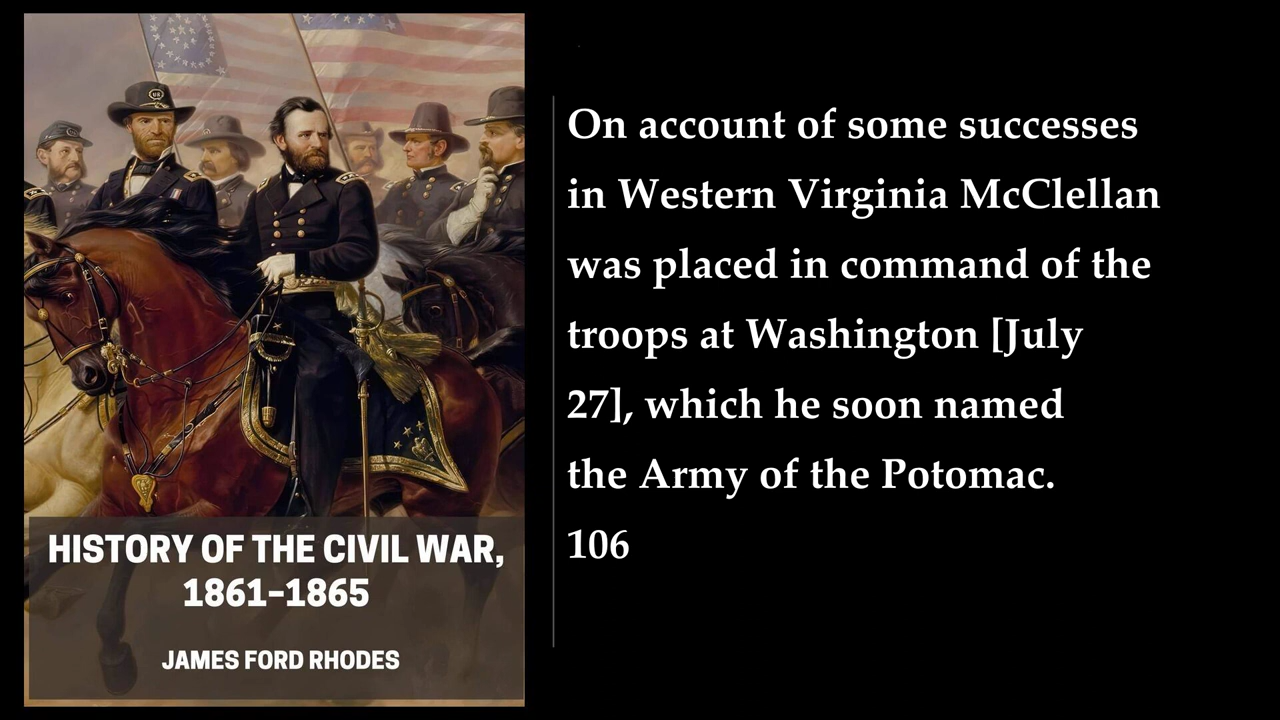 HISTORY OF THE CIVIL WAR,
1861–1865
JAMES FORD RHODES
On account of some successes
in Western Virginia McClellan
was placed in command of the
troops at Washington [July
27], which he soon named
the Army of the Potomac.
106